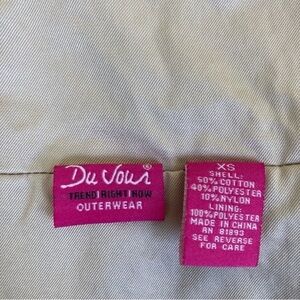 Du Jour®
TREND|RIGHT|NOW
OUTERWEAR
XS
SHELL:
50% COTTON
40% POLYESTER
10% NYLON
LINING:
100% POLYESTER
MADE IN CHINA
RN 81893
SEE REVERSE
FOR CARE